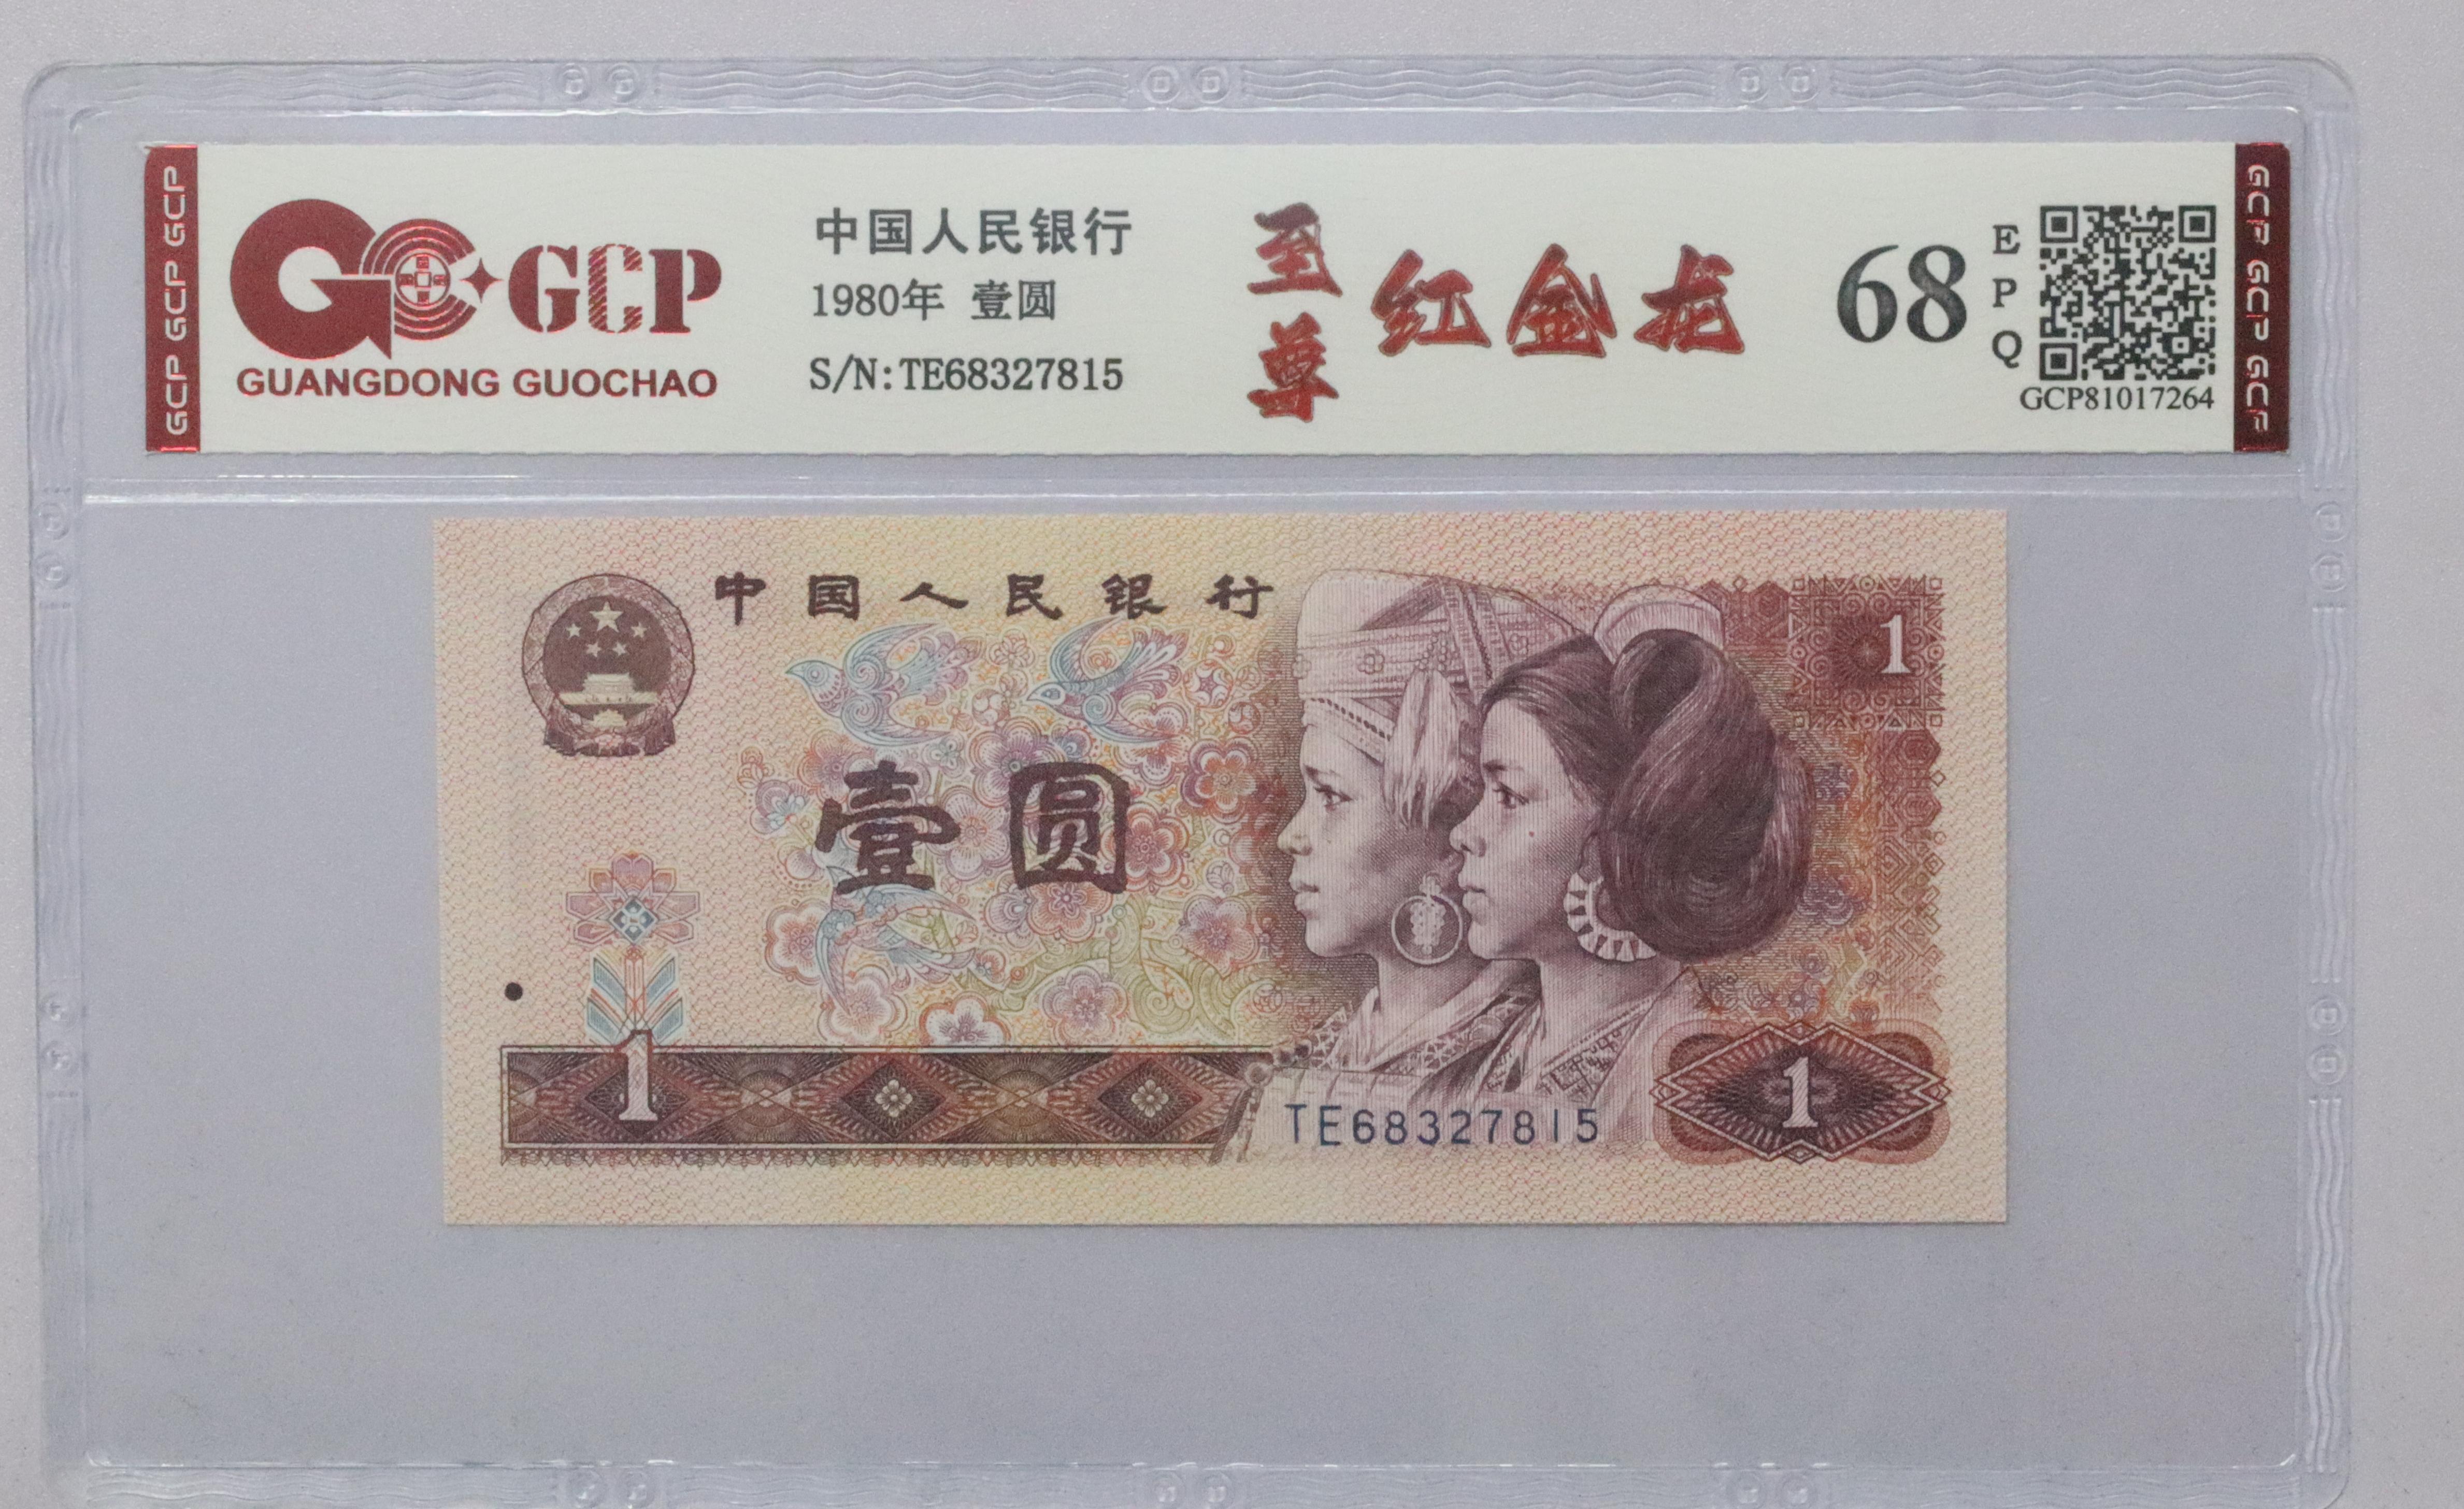 GCP GCP GCP
GCP
GUANGDONG GUOCHAO
中国人民银行
1980年 壹圆
S/N:TE68327815
至尊
红金龙
68
EPQ
GCP81017264
GCP GCP GCP
中国人民银行
1
壹圆
1
TE68327815
1